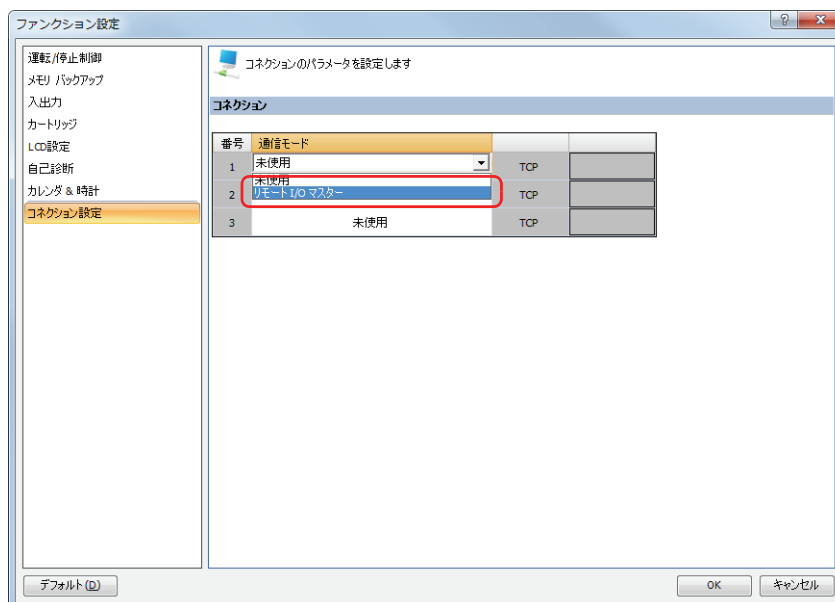 ファンクション設定
運転/停止制御
メモリ バックアップ
入出力
カートリッジ
LCD設定
自己診断
カレンダ & 時計
コネクション設定
コネクションのパラメータを設定します
コネクション
番号 通信モード
1 未使用 TCP
未使用
2 リモート I/O マスター TCP
3 未使用 TCP
デフォルト(D)
OK キャンセル